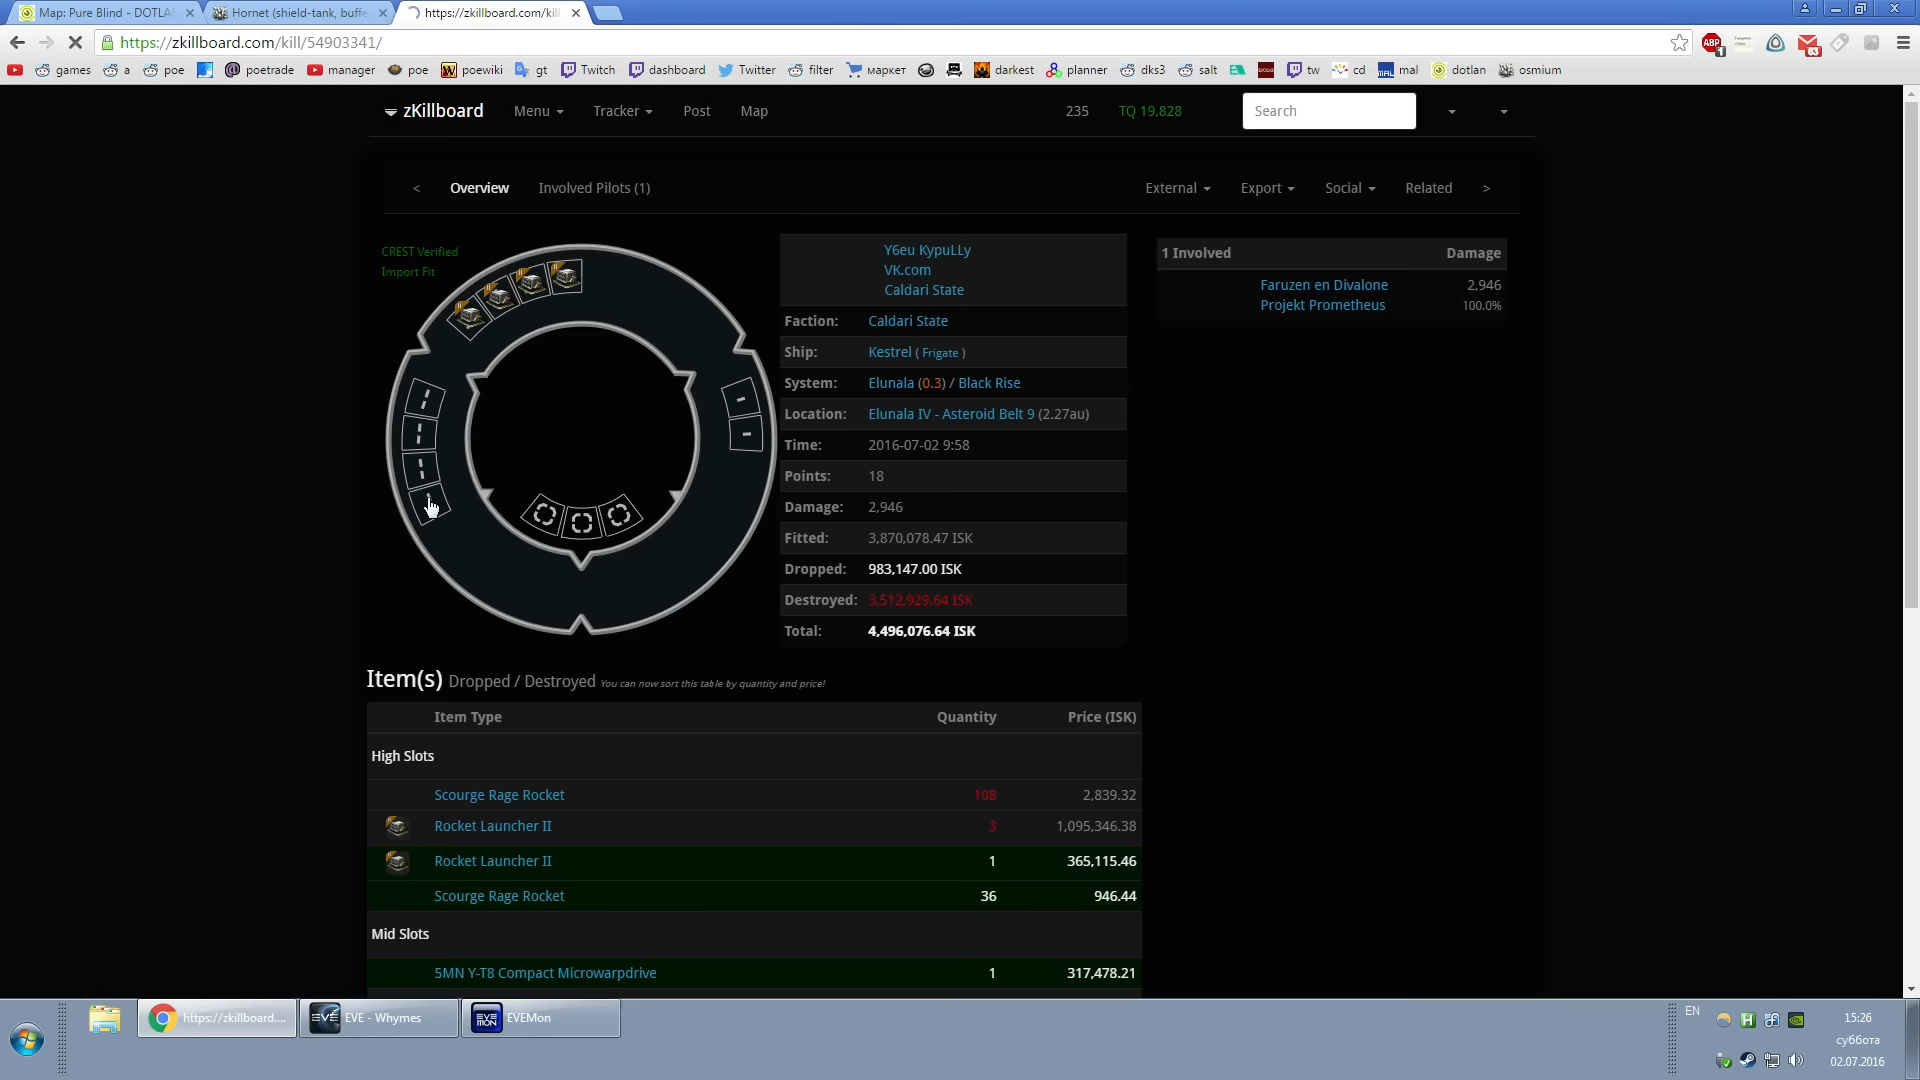 Map: Pure Blind - DOTLA
Hornet (shield-tank, buffe
https://zkillboard.com/kil
https://zkillboard.com/kill/54903341/
games
a
poe
poetrade
manager
poe
poewiki
gt
Twitch
dashboard
Twitter
filter
маркет
darkest
planner
dks3
salt
tw
cd
mal
dotlan
osmium
zKillboard Menu Tracker Post Map 235 TQ 19,828 Search
< Overview Involved Pilots (1) External Export Social Related >
CREST Verified
Import Fit
Y6eu KypuLLy
VK.com
Caldari State
Faction: Caldari State
Ship: Kestrel ( Frigate )
System: Elunala (0.3) / Black Rise
Location: Elunala IV - Asteroid Belt 9 (2.27au)
Time: 2016-07-02 9:58
Points: 18
Damage: 2,946
Fitted: 3,870,078.47 ISK
Dropped: 983,147.00 ISK
Destroyed: 3,512,929.64 ISK
Total: 4,496,076.64 ISK
1 Involved Damage
Faruzen en Divalone 2,946
Projekt Prometheus 100.0%
Item(s) Dropped / Destroyed You can now sort this table by quantity and price!
Item Type Quantity Price (ISK)
High Slots
Scourge Rage Rocket 108 2,839.32
Rocket Launcher II 3 1,095,346.38
Rocket Launcher II 1 365,115.46
Scourge Rage Rocket 36 946.44
Mid Slots
5MN Y-T8 Compact Microwarpdrive 1 317,478.21
https://zkillboard....
EVE - Whymes
EVEMon
EN
15:26
суббота
02.07.2016